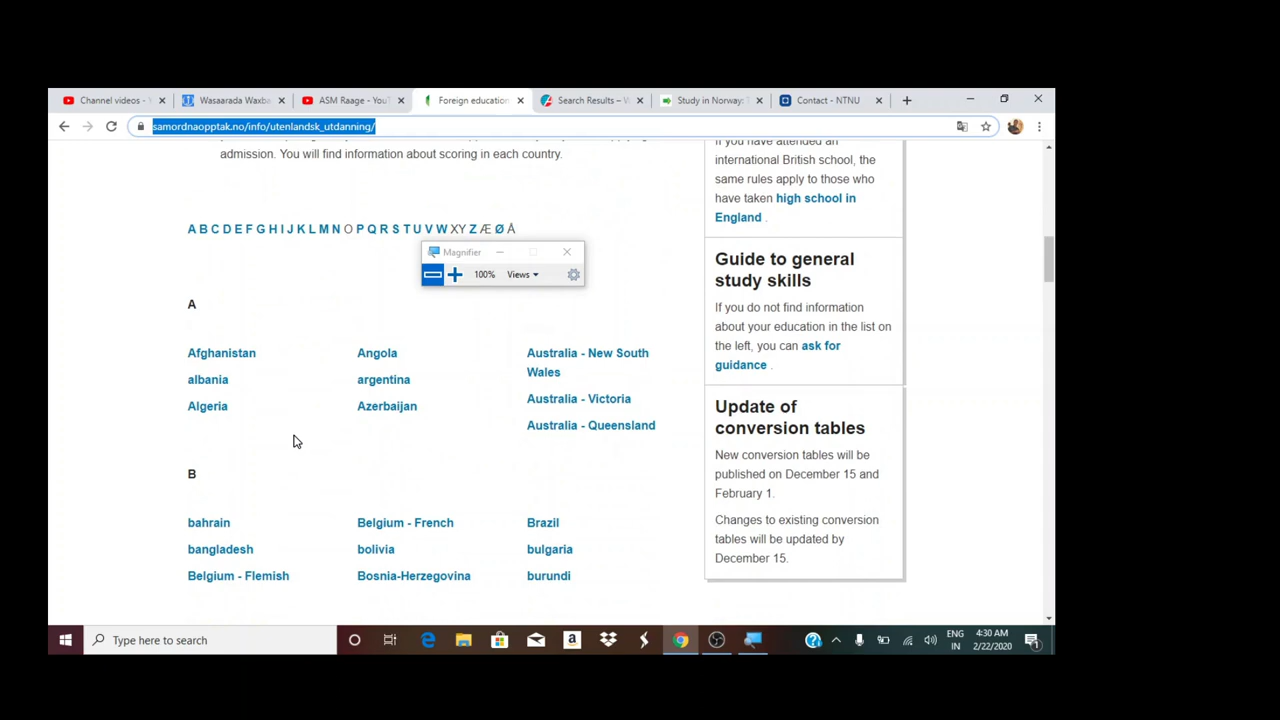 Channel videos -
Wasaarada Waxba
ASM Raage - YouT
Foreign education
Search Results – W
Study in Norway:
Contact - NTNU
samordnaopptak.no/info/utenlandsk_utdanning/
admission. You will find information about scoring in each country.
A B C D E F G H I J K L M N O P Q R S T U V W X Y Z Æ Ø Å
Magnifier
100% Views
A
Afghanistan
albania
Algeria
Angola
argentina
Azerbaijan
Australia - New South
Wales
Australia - Victoria
Australia - Queensland
B
bahrain
bangladesh
Belgium - Flemish
Belgium - French
bolivia
Bosnia-Herzegovina
Brazil
bulgaria
burundi
If you have attended an
international British school, the
same rules apply to those who
have taken high school in
England .
Guide to general
study skills
If you do not find information
about your education in the list on
the left, you can ask for
guidance .
Update of
conversion tables
New conversion tables will be
published on December 15 and
February 1.
Changes to existing conversion
tables will be updated by
December 15.
Type here to search
ENG
IN
4:30 AM
2/22/2020